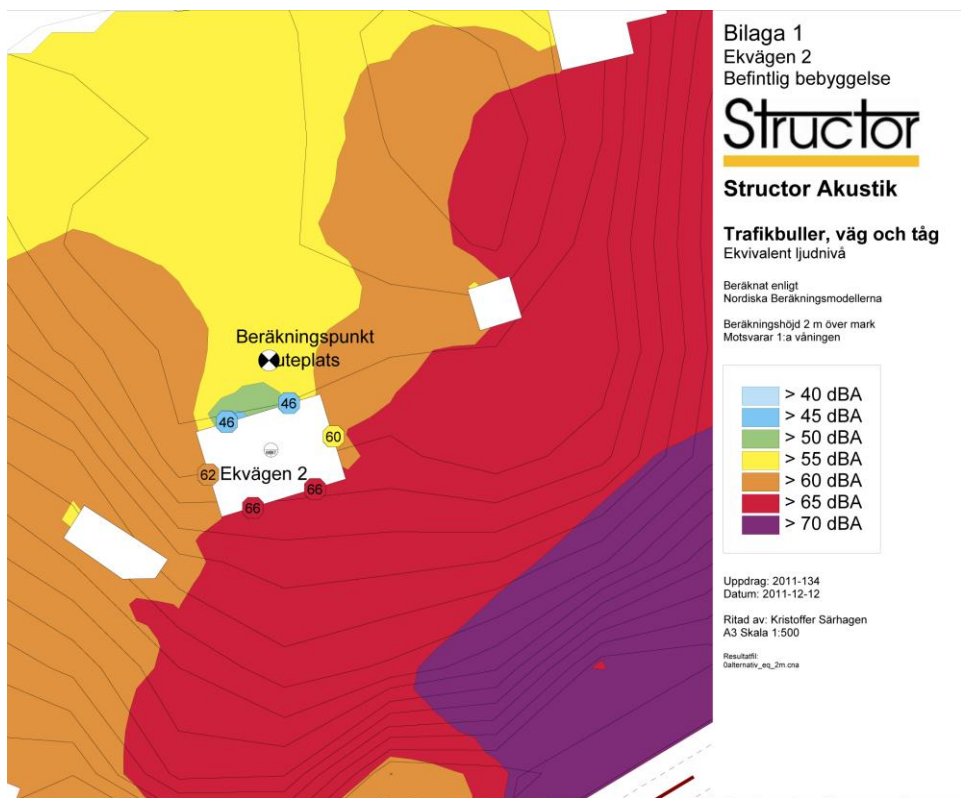 Bilaga 1
Ekvägen 2
Befintlig bebyggelse
Structor
Structor Akustik
Trafikbuller, väg och tåg
Ekvivalent ljudnivå
Beräknat enligt
Nordiska Beräkningsmodellerna
Beräkningshöjd 2 m över mark
Motsvarar 1:a våningen
> 40 dBA
> 45 dBA
> 50 dBA
> 55 dBA
> 60 dBA
> 65 dBA
> 70 dBA
Uppdrag: 2011-134
Datum: 2011-12-12
Ritad av: Kristoffer Särhagen
A3 Skala 1:500
Resultatfil:
0alternativ_eq_2m.cna
Beräkningspunkt
uteplats
46
46
60
62
Ekvägen 2
66
66